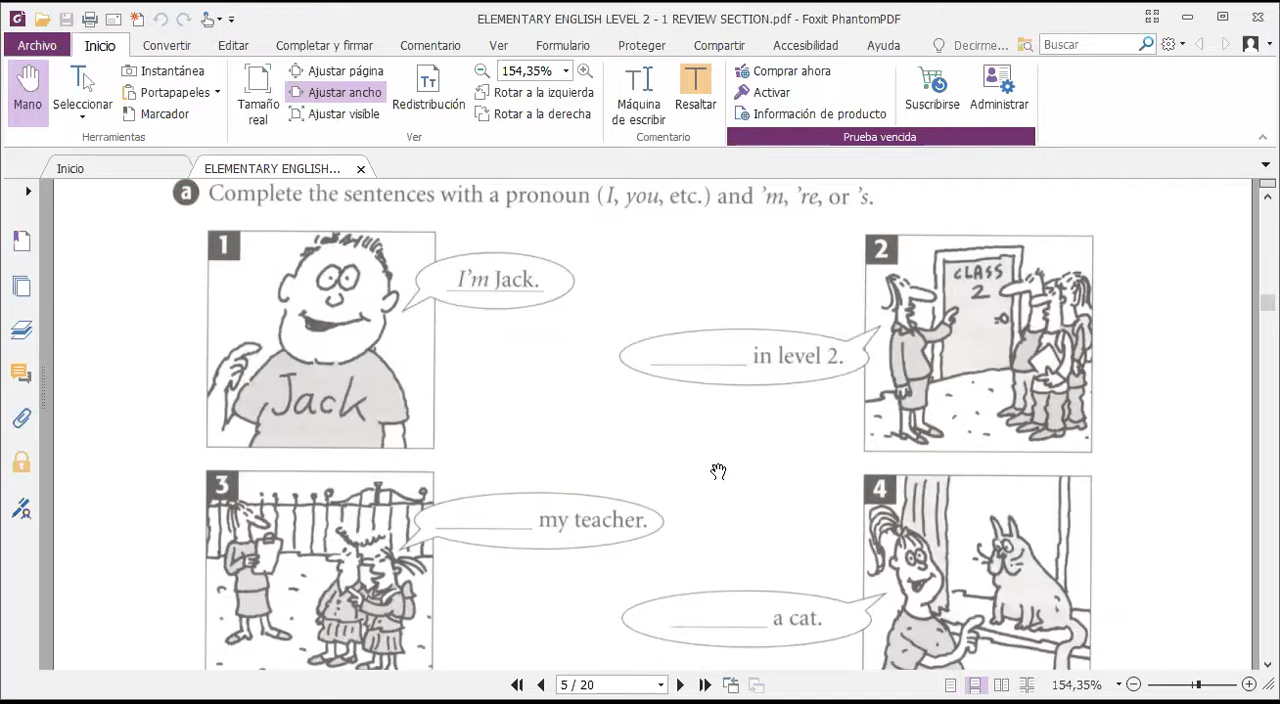 ELEMENTARY ENGLISH LEVEL 2 - 1 REVIEW SECTION.pdf - Foxit PhantomPDF
Archivo Inicio Convertir Editar Completar y firmar Comentario Ver Formulario Proteger Compartir Accesibilidad Ayuda Decirme... Buscar
Mano
Seleccionar
Instantánea
Portapapeles
Marcador
Herramientas
Tamaño
real
Ajustar página
Ajustar ancho
Ajustar visible
Redistribución
154,35%
Rotar a la izquierda
Rotar a la derecha
Ver
Máquina
de escribir
Resaltar
Comentario
Comprar ahora
Activar
Información de producto
Suscribirse
Administrar
Prueba vencida
Inicio
ELEMENTARY ENGLISH...
a Complete the sentences with a pronoun (I, you, etc.) and ’m, ’re, or ’s.
1
I’m Jack.
Jack
2
CLASS
2
_________ in level 2.
3
_________ my teacher.
4
_________ a cat.
5 / 20
154,35%